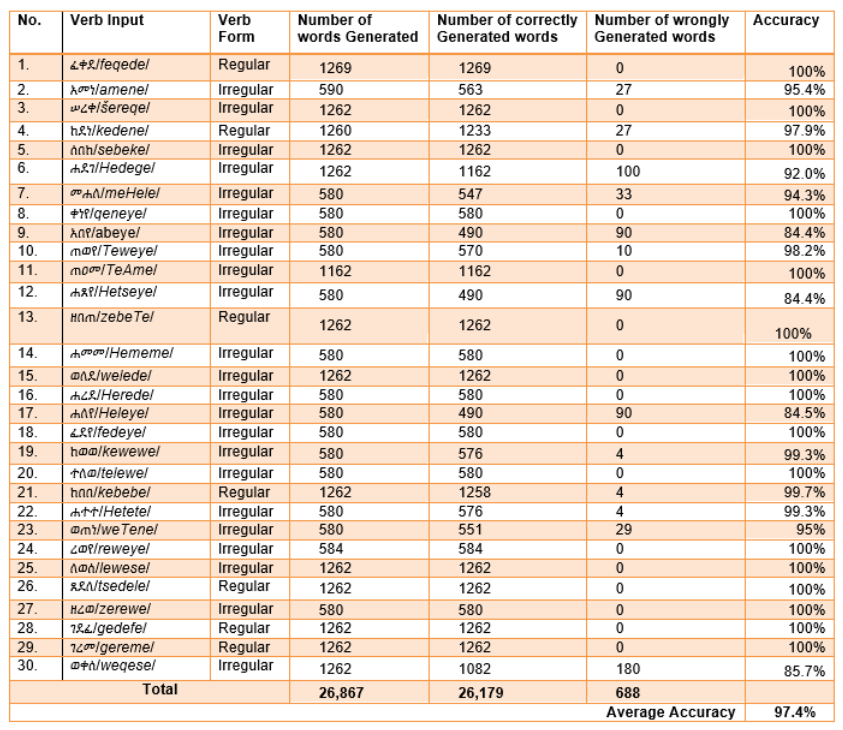 No. Verb Input Verb Form Number of words Generated Number of correctly Generated words Number of wrongly Generated words Accuracy
1. ፈቀደ/feqede/ Regular 1269 1269 0 100%
2. አመነ/amene/ Irregular 590 563 27 95.4%
3. ሠረቀ/šereqe/ Irregular 1262 1262 0 100%
4. ከደነ/kedene/ Regular 1260 1233 27 97.9%
5. ሰበከ/sebeke/ Irregular 1262 1262 0 100%
6. ሐደገ/Hedege/ Irregular 1262 1162 100 92.0%
7. መሐለ/meHele/ Irregular 580 547 33 94.3%
8. ቀነየ/qeneye/ Irregular 580 580 0 100%
9. አበየ/abeye/ Irregular 580 490 90 84.4%
10. ጠወየ/Teweye/ Irregular 580 570 10 98.2%
11. ጠዐመ/TeAme/ Irregular 1162 1162 0 100%
12. ሐጸየ/Hetseye/ Irregular 580 490 90 84.4%
13. ዘበጠ/zebeTe/ Regular 1262 1262 0 100%
14. ሐመመ/Hememe/ Irregular 580 580 0 100%
15. ወለደ/welede/ Irregular 1262 1262 0 100%
16. ሐረደ/Herede/ Irregular 580 580 0 100%
17. ሐለየ/Heleye/ Irregular 580 490 90 84.5%
18. ፈደየ/fedeye/ Irregular 580 580 0 100%
19. ከወወ/kewewe/ Irregular 580 576 4 99.3%
20. ተለወ/telewe/ Irregular 580 580 0 100%
21. ከበበ/kebebe/ Regular 1262 1258 4 99.7%
22. ሐተተ/Hetete/ Irregular 580 576 4 99.3%
23. ወጠነ/weTene/ Irregular 580 551 29 95%
24. ረወየ/reweye/ Irregular 584 584 0 100%
25. ለወሰ/lewese/ Irregular 1262 1262 0 100%
26. ጸደለ/tsedele/ Regular 1262 1262 0 100%
27. ዘረወ/zerewe/ Irregular 580 580 0 100%
28. ገደፈ/gedefe/ Regular 1262 1262 0 100%
29. ገረመ/gereme/ Regular 1262 1262 0 100%
30. ወቀሰ/weqese/ Irregular 1262 1082 180 85.7%
Total 26,867 26,179 688
Average Accuracy 97.4%